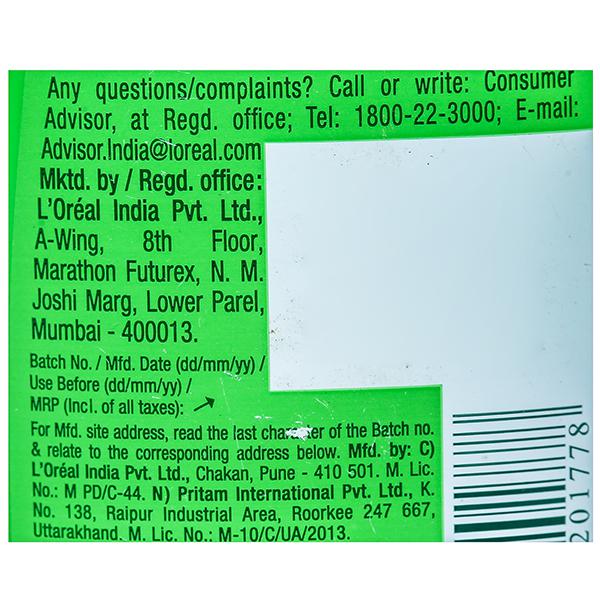 Any questions/complaints? Call or write: Consumer
Advisor, at Regd. office; Tel: 1800-22-3000; E-mail:
Advisor.India@loreal.com
Mktd. by / Regd. office:
L'Oréal India Pvt. Ltd.,
A-Wing, 8th Floor,
Marathon Futurex, N. M.
Joshi Marg, Lower Parel,
Mumbai - 400013.
Batch No. / Mfd. Date (dd/mm/yy) /
Use Before (dd/mm/yy) /
MRP (Incl. of all taxes):
For Mfd. site address, read the last character of the Batch no.
& relate to the corresponding address below. Mfd. by: C)
L'Oréal India Pvt. Ltd., Chakan, Pune - 410 501. M. Lic.
No.: M PD/C-44. N) Pritam International Pvt. Ltd., K.
No. 138, Raipur Industrial Area, Roorkee 247 667,
Uttarakhand. M. Lic. No.: M-10/C/UA/2013.
201778